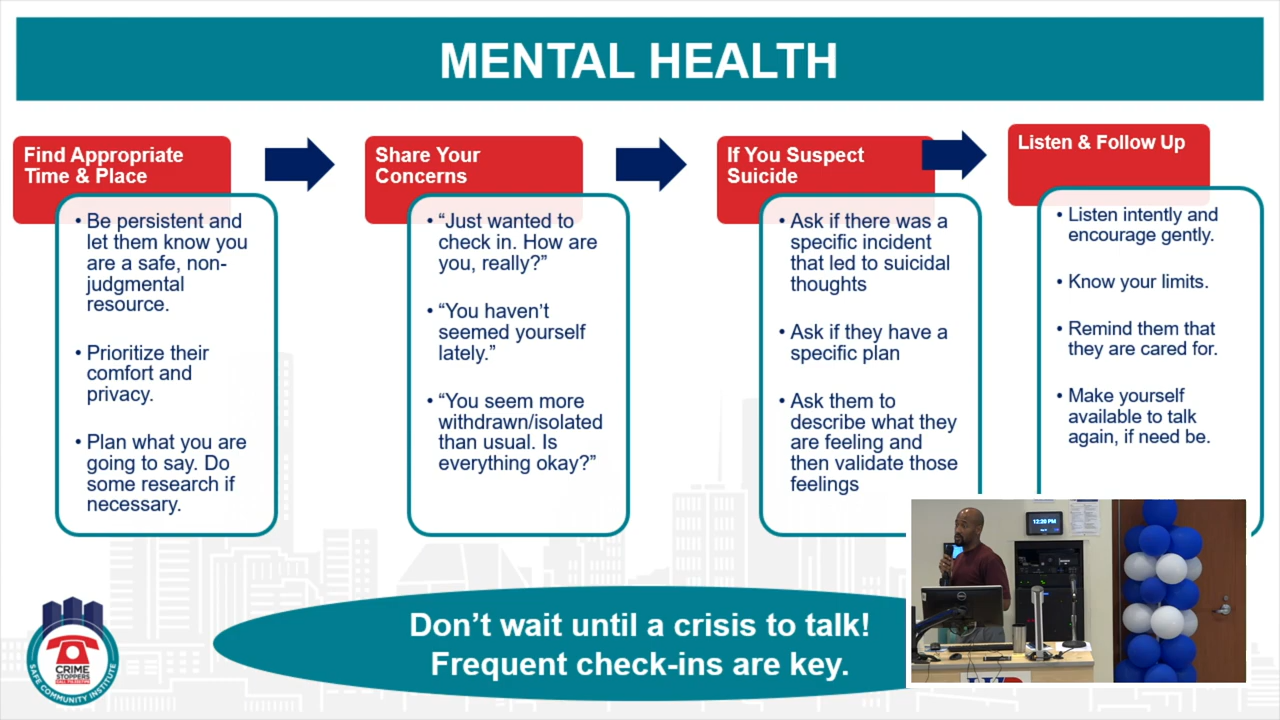 MENTAL HEALTH
Find Appropriate
Time & Place
• Be persistent and
let them know you
are a safe, non-
judgmental
resource.
• Prioritize their
comfort and
privacy.
• Plan what you are
going to say. Do
some research if
necessary.
Share Your
Concerns
• “Just wanted to
check in. How are
you, really?”
• “You haven’t
seemed yourself
lately.”
• “You seem more
withdrawn/isolated
than usual. Is
everything okay?”
If You Suspect
Suicide
• Ask if there was a
specific incident
that led to suicidal
thoughts
• Ask if they have a
specific plan
• Ask them to
describe what they
are feeling and
then validate those
feelings
Listen & Follow Up
• Listen intently and
encourage gently.
• Know your limits.
• Remind them that
they are cared for.
• Make yourself
available to talk
again, if need be.
Don’t wait until a crisis to talk!
Frequent check-ins are key.
CRIME
STOPPERS
SAFE COMMUNITY INSTITUTE
12:20 PM
DELL